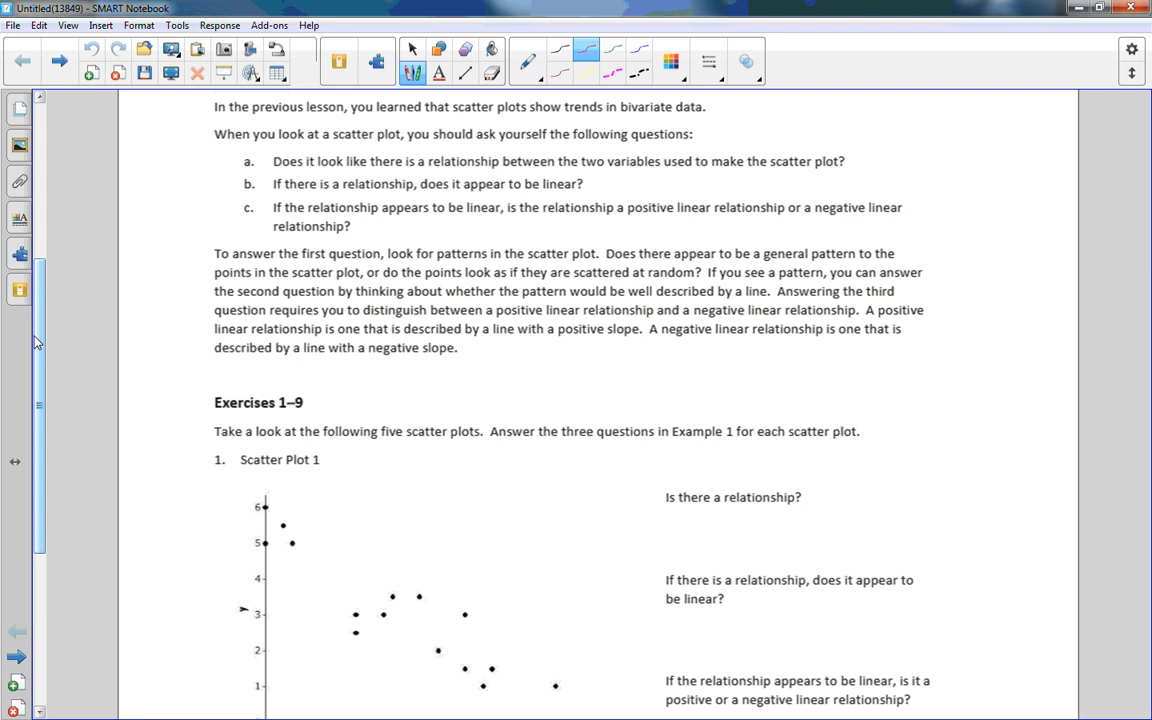 Untitled(13849) - SMART Notebook
File Edit View Insert Format Tools Response Add-ons Help
In the previous lesson, you learned that scatter plots show trends in bivariate data.
When you look at a scatter plot, you should ask yourself the following questions:
a. Does it look like there is a relationship between the two variables used to make the scatter plot?
b. If there is a relationship, does it appear to be linear?
c. If the relationship appears to be linear, is the relationship a positive linear relationship or a negative linear
relationship?
To answer the first question, look for patterns in the scatter plot. Does there appear to be a general pattern to the
points in the scatter plot, or do the points look as if they are scattered at random? If you see a pattern, you can answer
the second question by thinking about whether the pattern would be well described by a line. Answering the third
question requires you to distinguish between a positive linear relationship and a negative linear relationship. A positive
linear relationship is one that is described by a line with a positive slope. A negative linear relationship is one that is
described by a line with a negative slope.
Exercises 1–9
Take a look at the following five scatter plots. Answer the three questions in Example 1 for each scatter plot.
1. Scatter Plot 1
6
5
4
3
2
1
y
Is there a relationship?
If there is a relationship, does it appear to
be linear?
If the relationship appears to be linear, is it a
positive or a negative linear relationship?